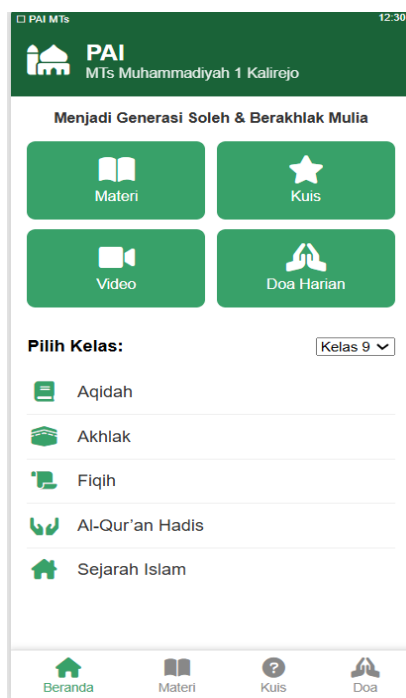 PAI MTs 12:30
PAI
MTs Muhammadiyah 1 Kalirejo
Menjadi Generasi Soleh & Berakhlak Mulia
Materi Kuis
Video Doa Harian
Pilih Kelas: Kelas 9
Aqidah
Akhlak
Fiqih
Al-Qur'an Hadis
Sejarah Islam
Beranda Materi Kuis Doa